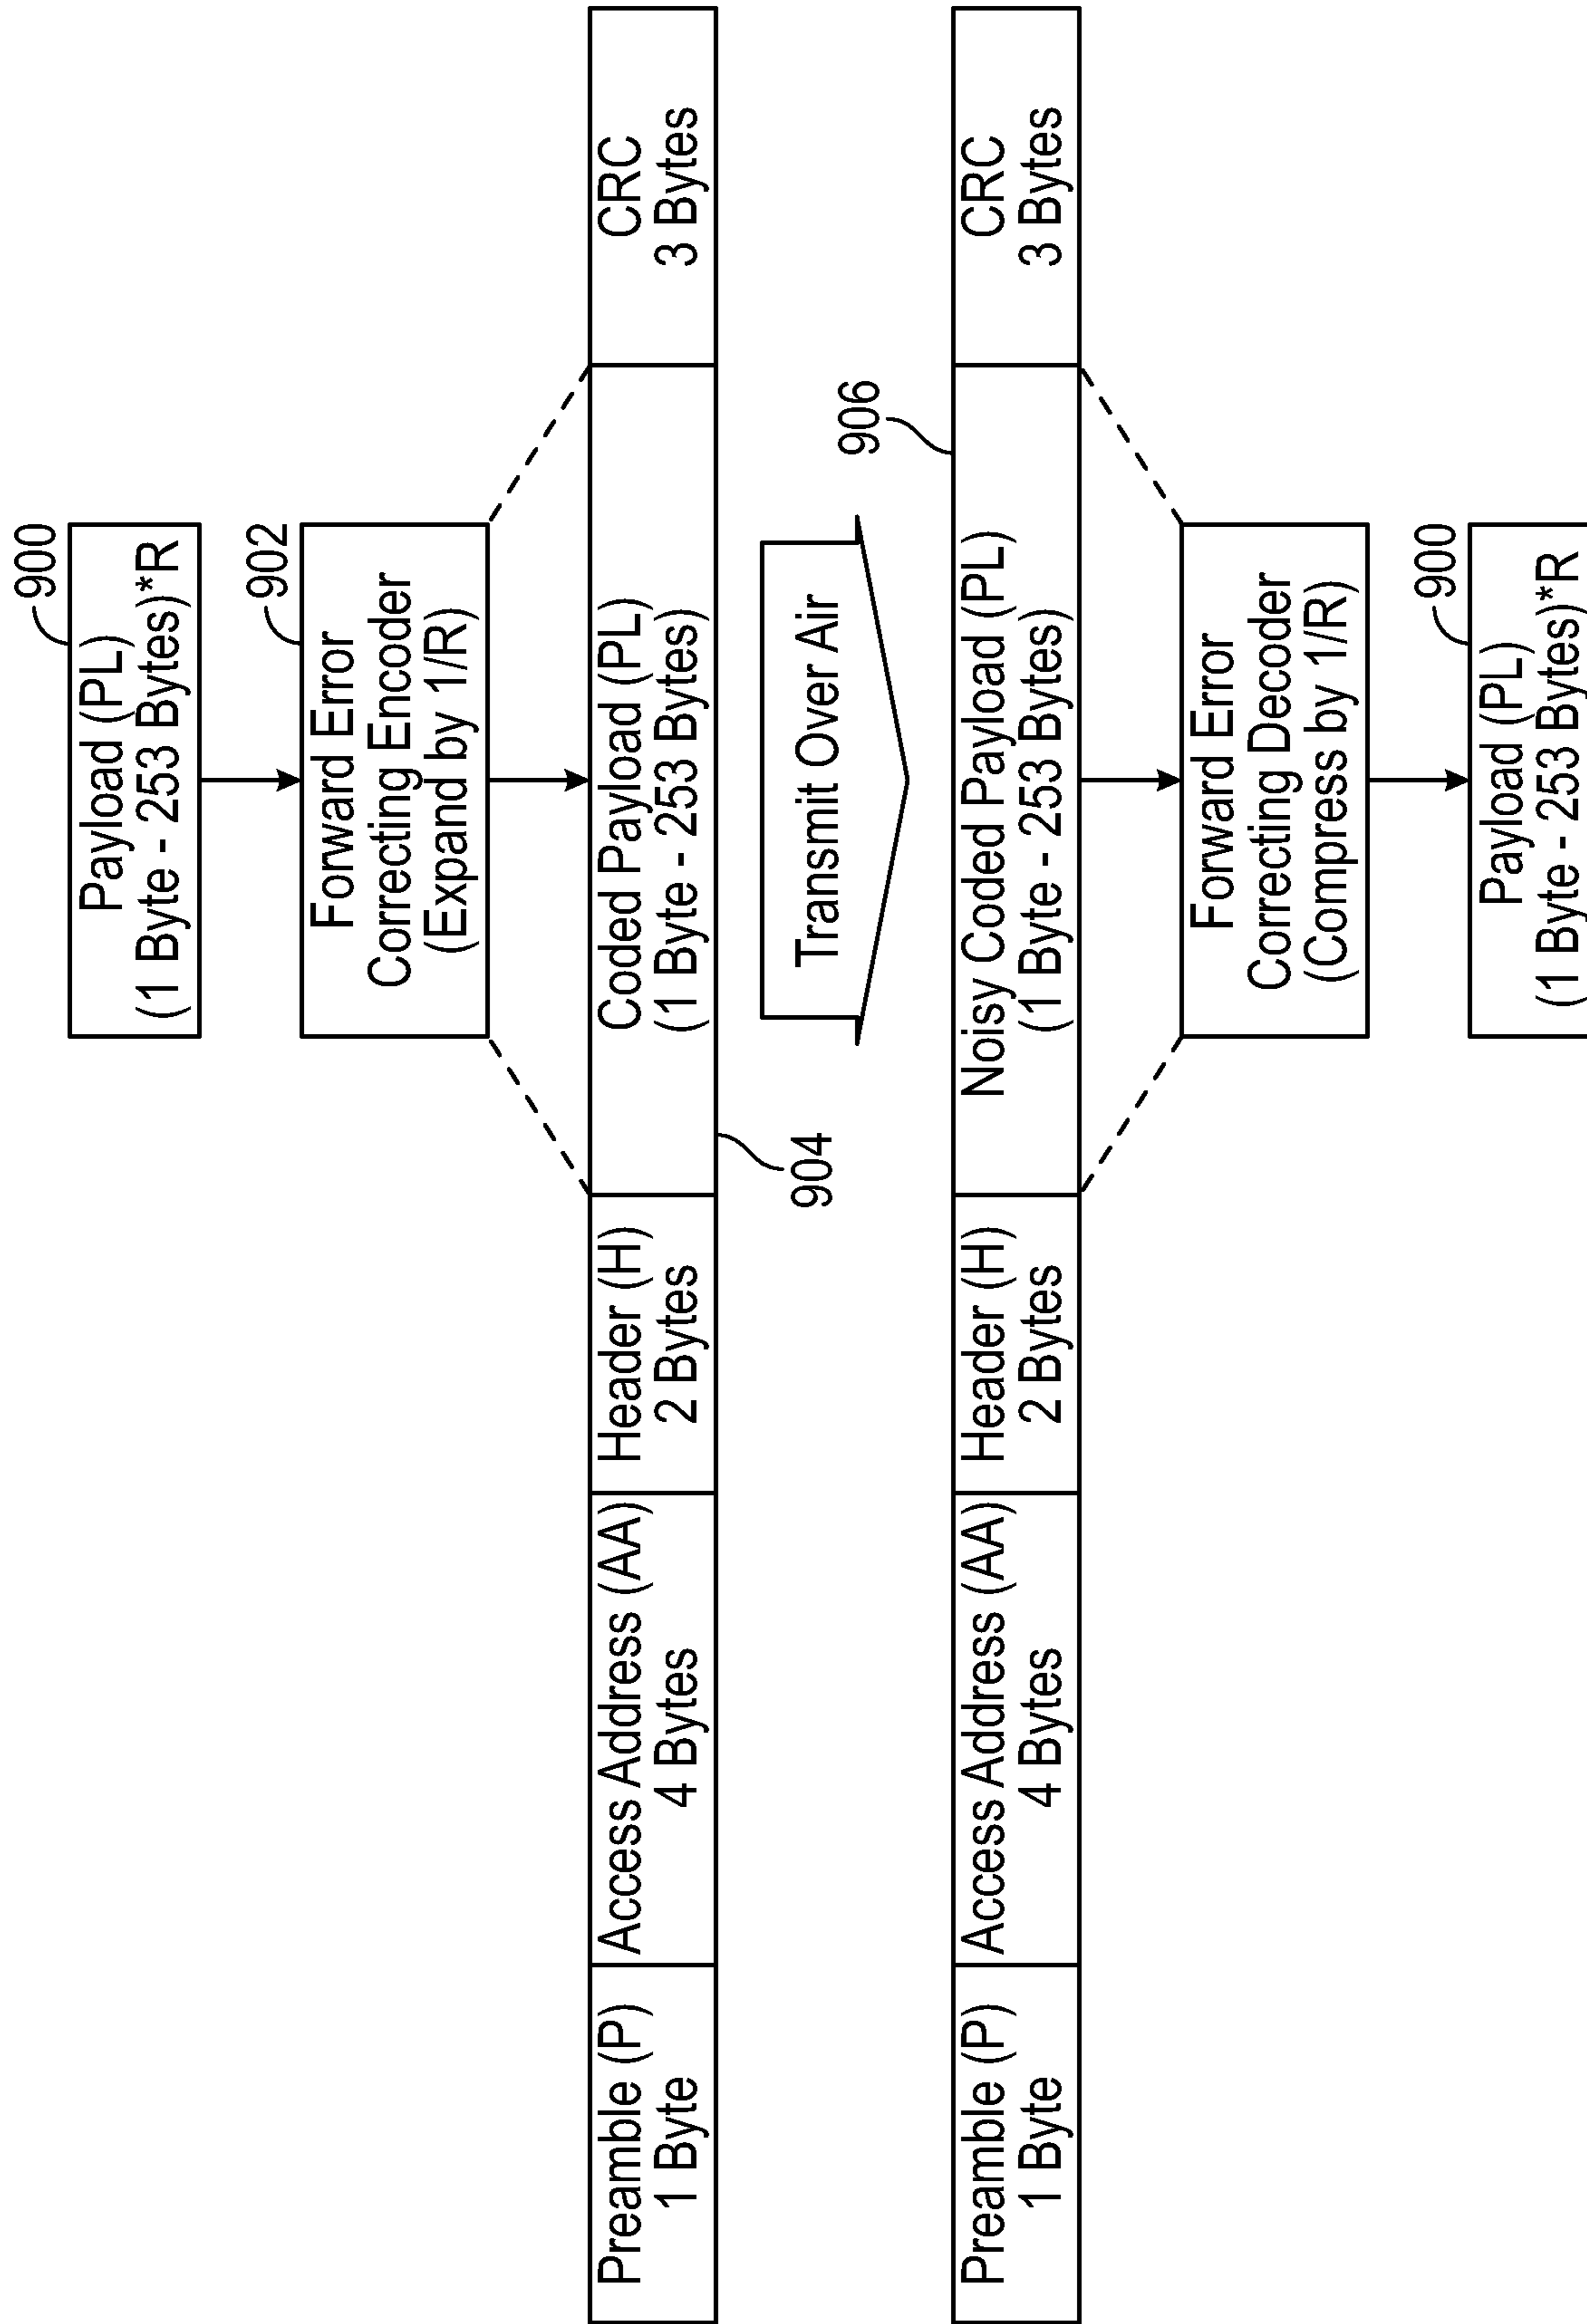 900
Payload (PL)
(1 Byte - 253 Bytes)*R
902
Forward Error
Correcting Encoder
(Expand by 1/R)
Preamble (P)
1 Byte
Access Address (AA)
4 Bytes
Header (H)
2 Bytes
Coded Payload (PL)
(1 Byte - 253 Bytes)
CRC
3 Bytes
904
Transmit Over Air
906
Preamble (P)
1 Byte
Access Address (AA)
4 Bytes
Header (H)
2 Bytes
Noisy Coded Payload (PL)
(1 Byte - 253 Bytes)
CRC
3 Bytes
Forward Error
Correcting Decoder
(Compress by 1/R)
900
Payload (PL)
(1 Byte - 253 Bytes)*R